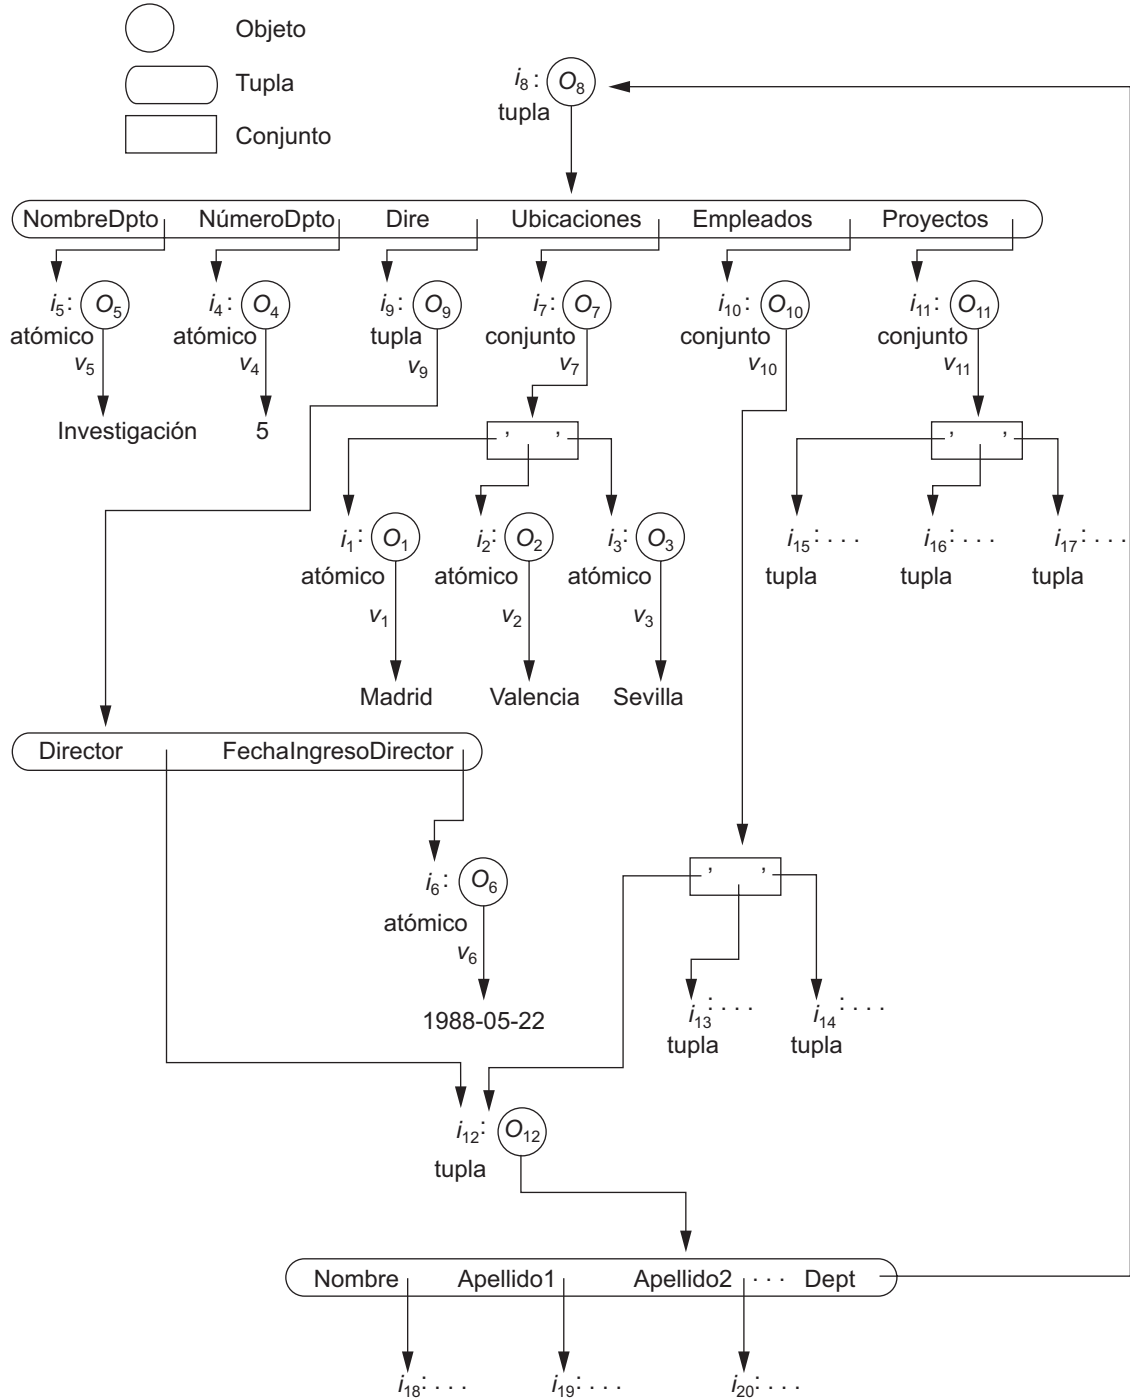 Objeto
Tupla
Conjunto
i8: O8
tupla
NombreDpto NúmeroDpto Dire Ubicaciones Empleados Proyectos
i5: O5 i4: O4 i9: O9 i7: O7 i10: O10 i11: O11
atómico atómico tupla conjunto conjunto conjunto
v5 v4 v9 v7 v10 v11
Investigación 5
, , , ,
i1: O1 i2: O2 i3: O3 i15: . . . i16: . . . i17: . . .
atómico atómico atómico tupla tupla tupla
v1 v2 v3
Madrid Valencia Sevilla
Director FechaIngresoDirector
, ,
i6: O6
atómico
v6
1988-05-22 i13: . . . i14: . . .
tupla tupla
i12: O12
tupla
Nombre Apellido1 Apellido2 . . . Dept
i18: . . . i19: . . . i20: . . .